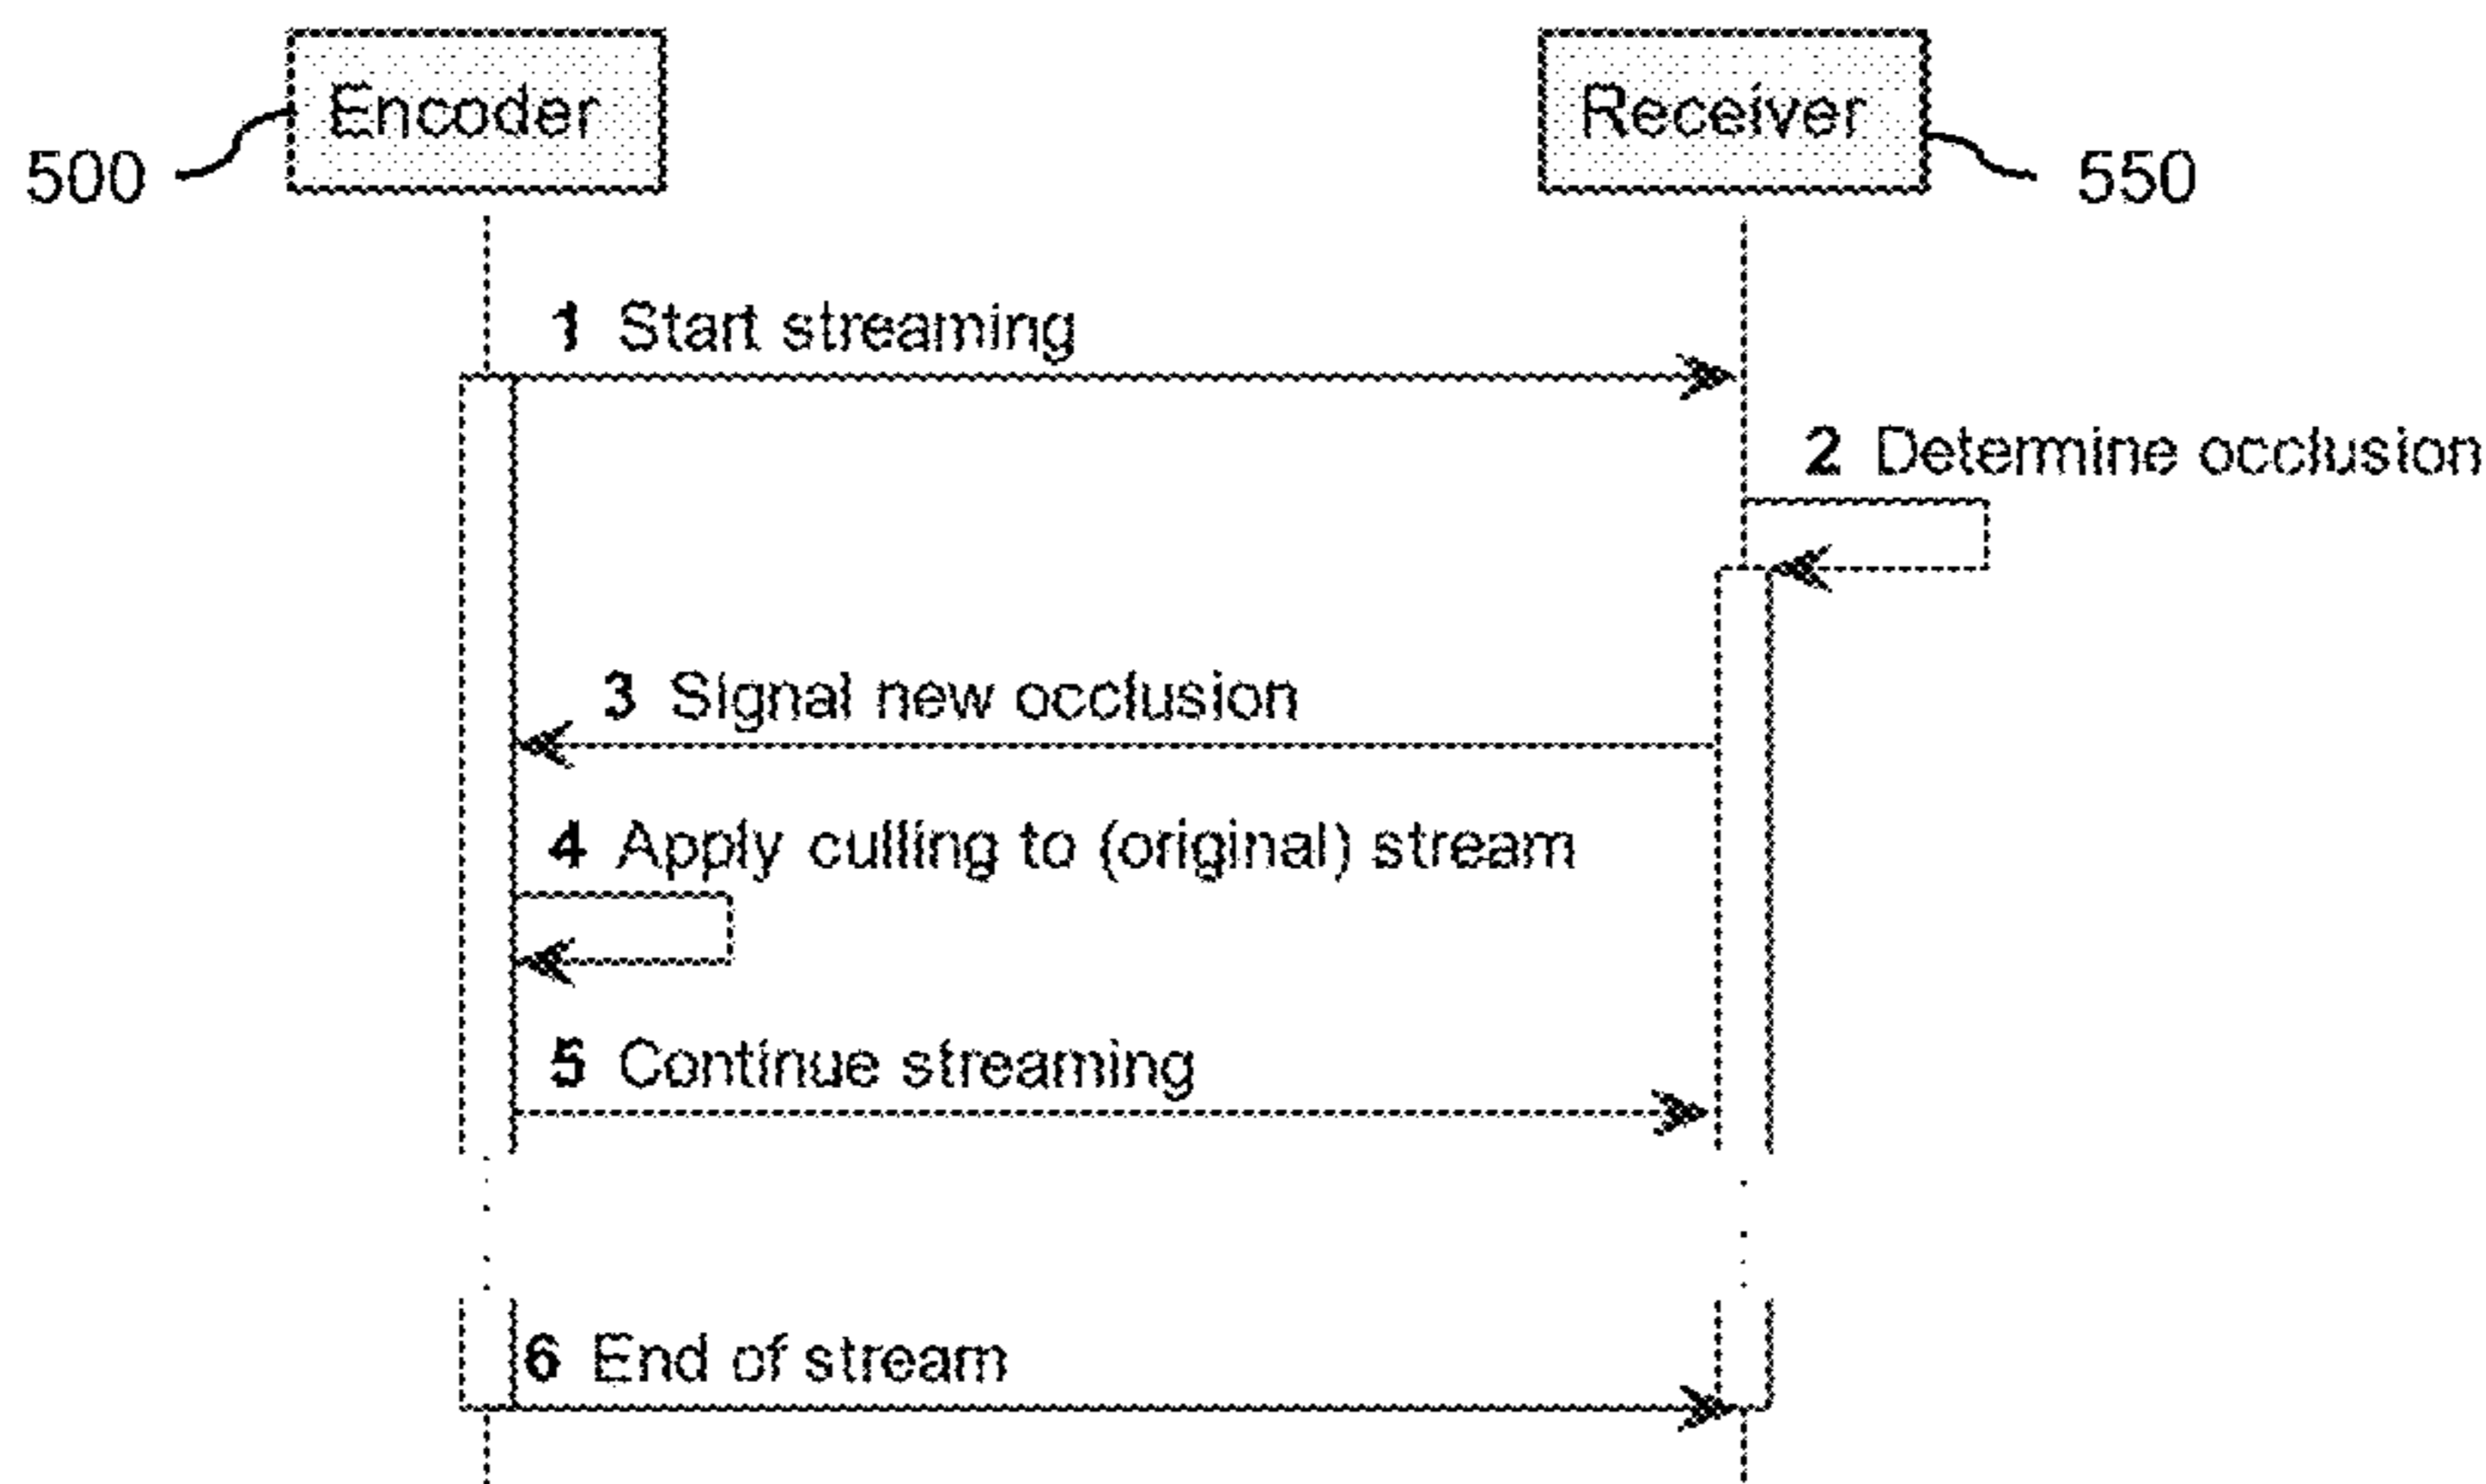 Encoder
Receiver
500
550
1 Start streaming
2 Determine occlusion
3 Signal new occlusion
4 Apply culling to (original) stream
5 Continue streaming
6 End of stream